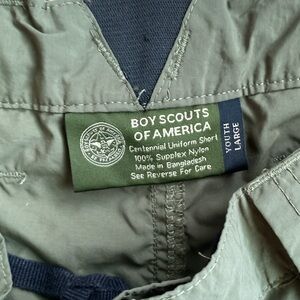 BOY SCOUTS
OF AMERICA
Centennial Uniform Short
100% Supplex Nylon
Made in Bangladesh
See Reverse For Care
YOUTH
LARGE